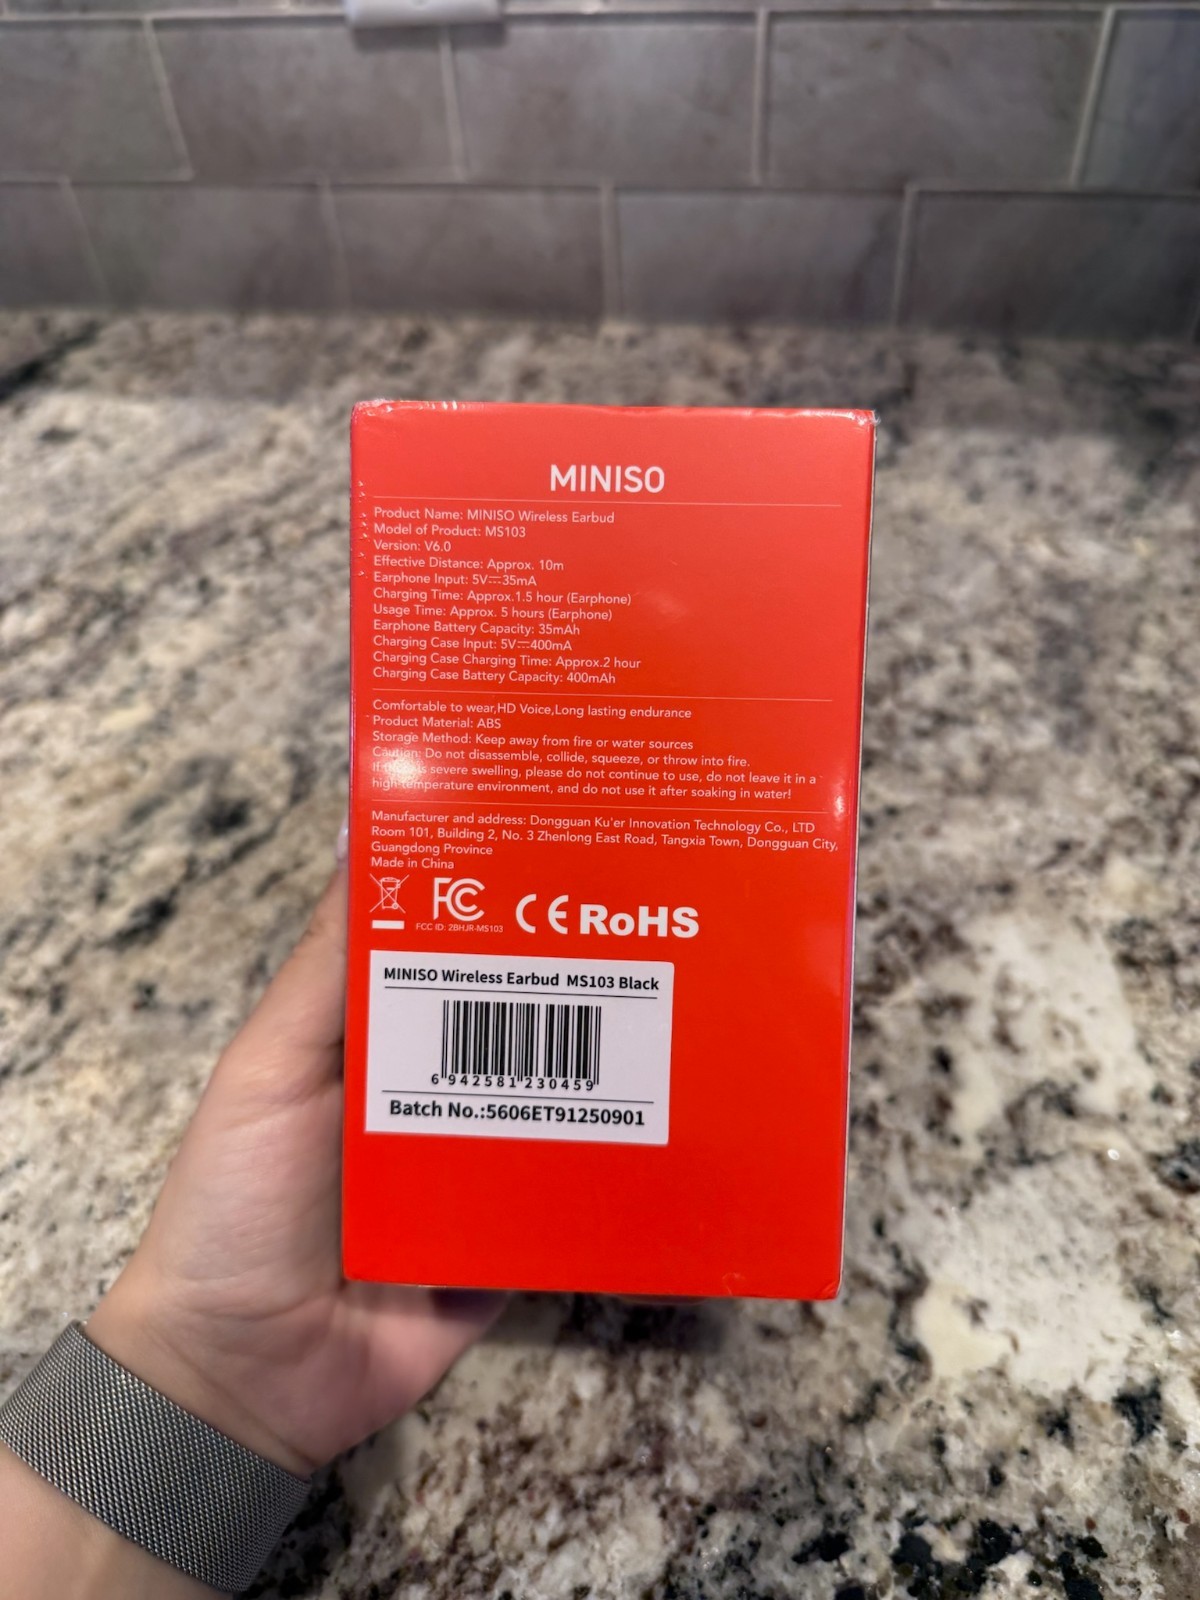 MINISO
Product Name: MINISO Wireless Earbud
Model of Product: MS103
Version: V6.0
Effective Distance: Approx. 10m
Earphone Input: 5V⎓35mA
Charging Time: Approx.1.5 hour (Earphone)
Usage Time: Approx. 5 hours (Earphone)
Earphone Battery Capacity: 35mAh
Charging Case Input: 5V⎓400mA
Charging Case Charging Time: Approx.2 hour
Charging Case Battery Capacity: 400mAh
Comfortable to wear,HD Voice,Long lasting endurance
Product Material: ABS
Storage Method: Keep away from fire or water sources
Caution: Do not disassemble, collide, squeeze, or throw into fire.
If there is severe swelling, please do not continue to use, do not leave it in a
high-temperature environment, and do not use it after soaking in water!
Manufacturer and address: Dongguan Ku'er Innovation Technology Co., LTD
Room 101, Building 2, No. 3 Zhenlong East Road, Tangxia Town, Dongguan City,
Guangdong Province
Made in China
FC CE RoHS
FCC ID: 2BHJR-MS103
MINISO Wireless Earbud MS103 Black
6 942581 230459
Batch No.:5606ET91250901